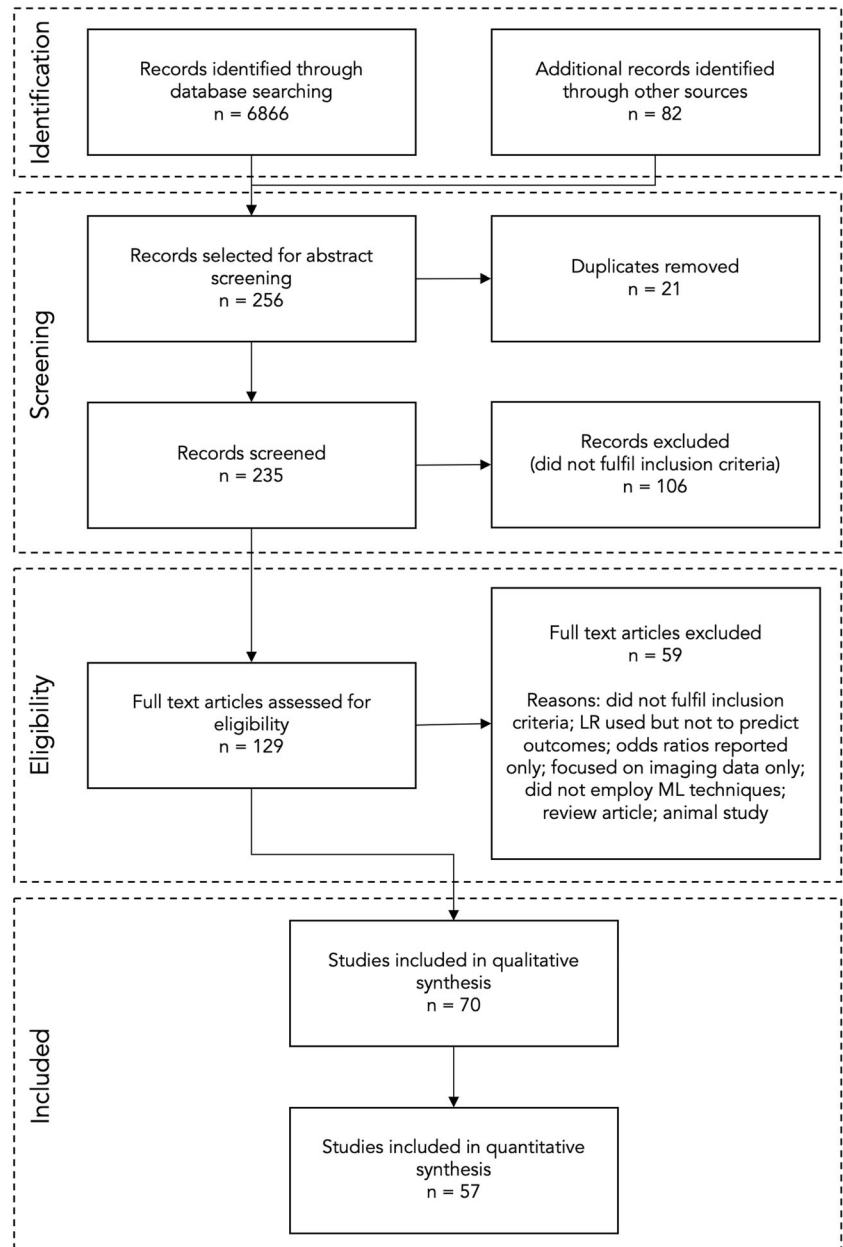 Identification
Records identified through
database searching
n = 6866
Additional records identified
through other sources
n = 82
Screening
Records selected for abstract
screening
n = 256
Duplicates removed
n = 21
Records screened
n = 235
Records excluded
(did not fulfil inclusion criteria)
n = 106
Eligibility
Full text articles assessed for
eligibility
n = 129
Full text articles excluded
n = 59
Reasons: did not fulfil inclusion
criteria; LR used but not to predict
outcomes; odds ratios reported
only; focused on imaging data only;
did not employ ML techniques;
review article; animal study
Included
Studies included in qualitative
synthesis
n = 70
Studies included in quantitative
synthesis
n = 57